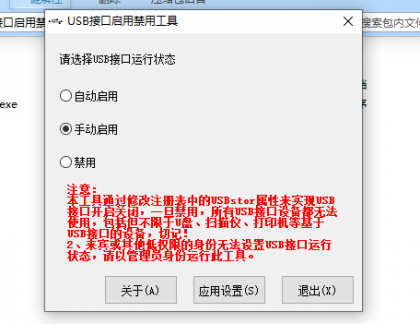 USB接口启用禁用工具
接口启用禁
搜索包内文件
请选择USB接口运行状态
自动启用
.exe
手动启用
禁用
注意:
本工具通过修改注册表中的USBstor属性来实现USB
接口开启关闭,一旦禁用,所有USB接口设备都无法
使用,包括但不限于U盘、扫描仪、打印机等基于
USB接口的设备,切记!
2、来宾或其他低权限的身份无法设置USB接口运行
状态,请以管理员身份运行此工具。
关于(A)
应用设置(S)
退出(X)